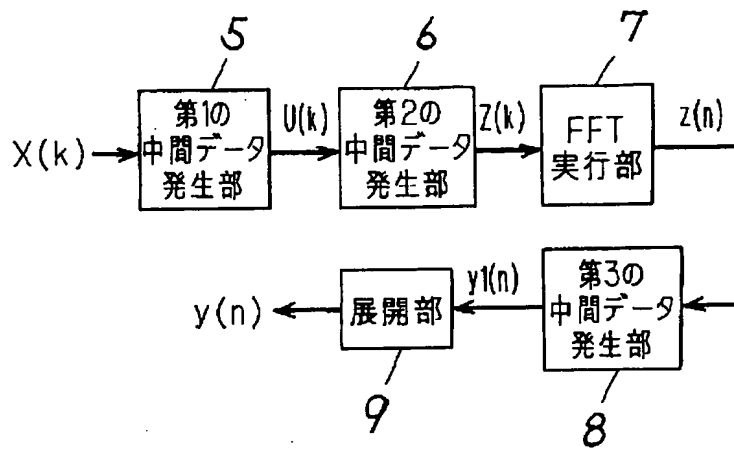 5
6
7
第1の
中間データ
発生部
第2の
中間データ
発生部
FFT
実行部
X(k)
U(k)
Z(k)
z(n)
y(n)
展開部
y1(n)
第3の
中間データ
発生部
9
8